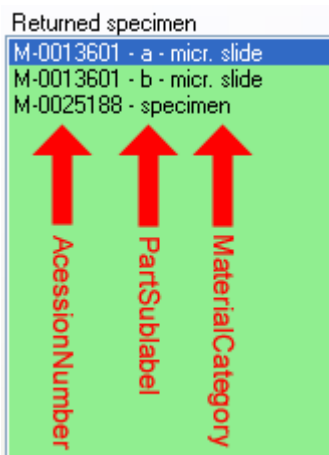 Returned specimen
M-0013601 - a - micr. slide
M-0013601 - b - micr. slide
M-0025188 - specimen
AcessionNumber
PartSublabel
MaterialCategory